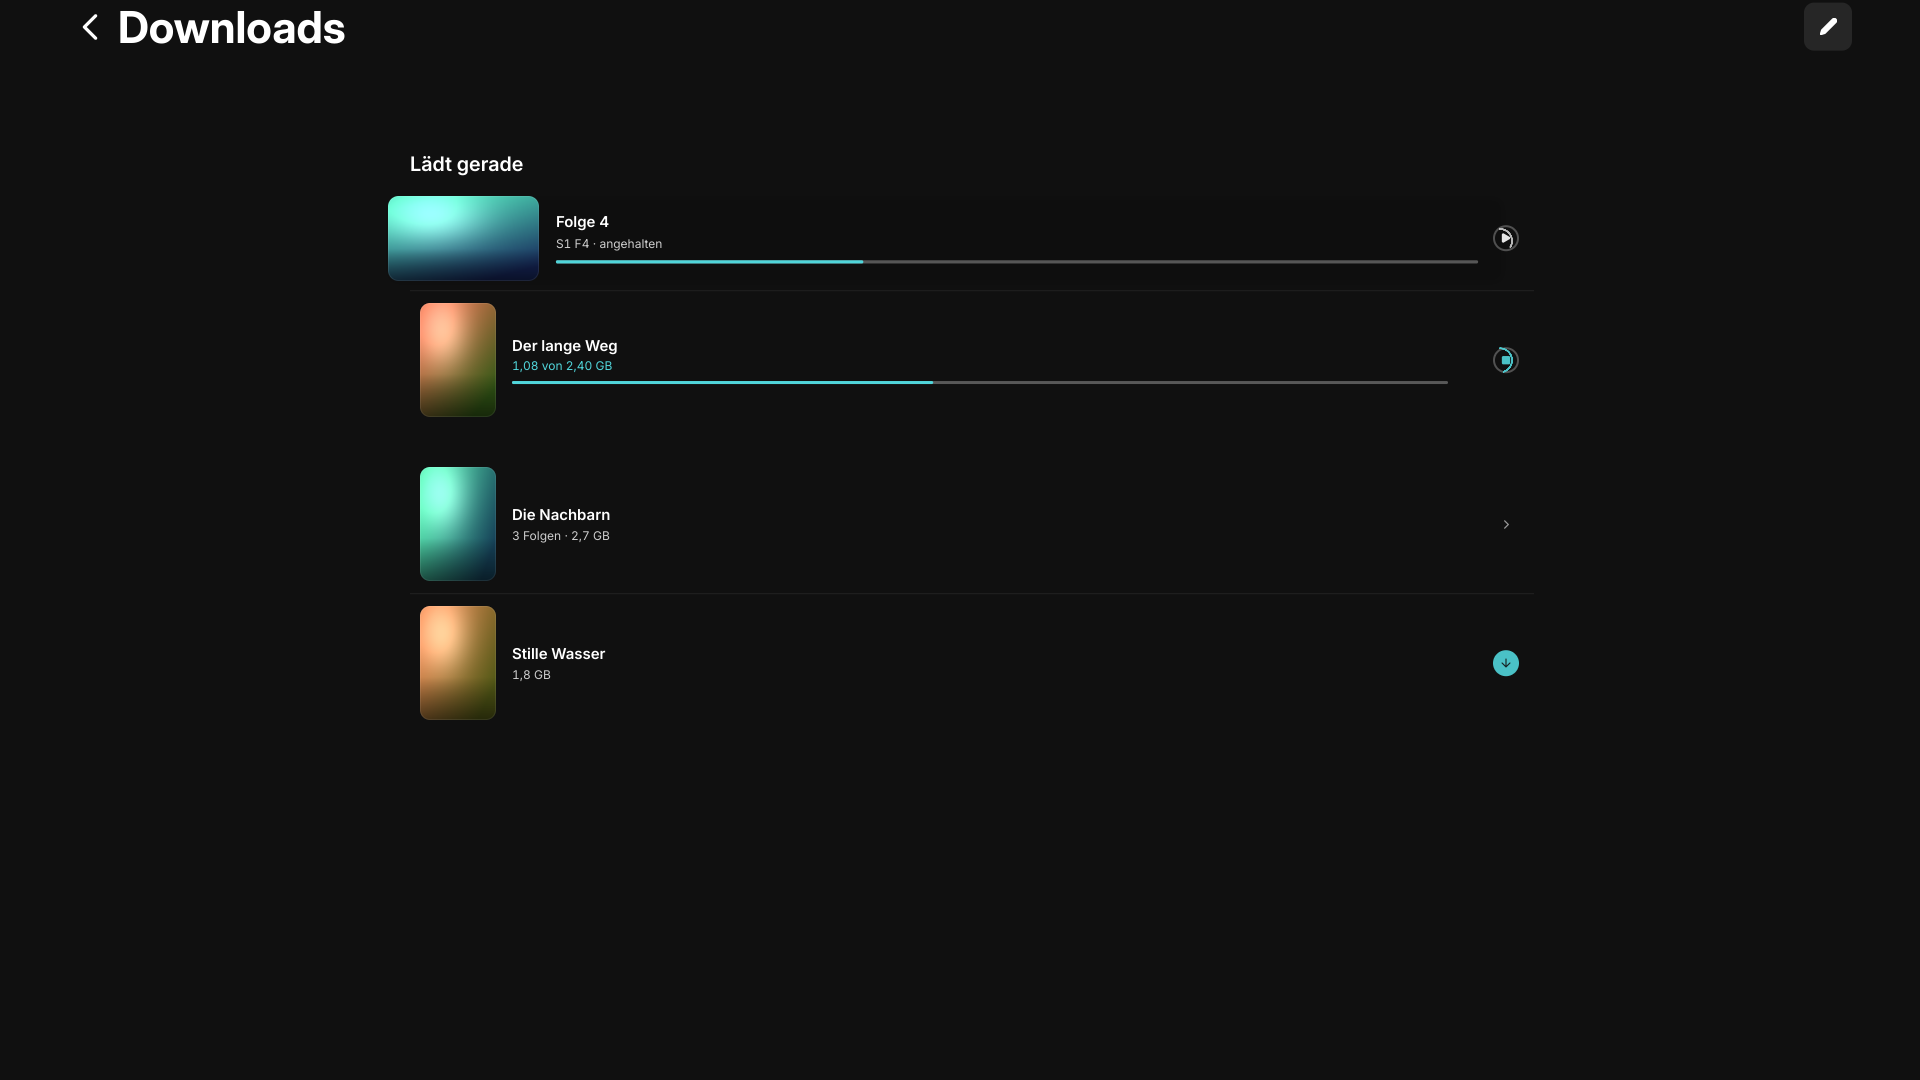 Downloads
Lädt gerade
Folge 4
S1 F4 · angehalten
Der lange Weg
1,08 von 2,40 GB
Die Nachbarn
3 Folgen · 2,7 GB
Stille Wasser
1,8 GB